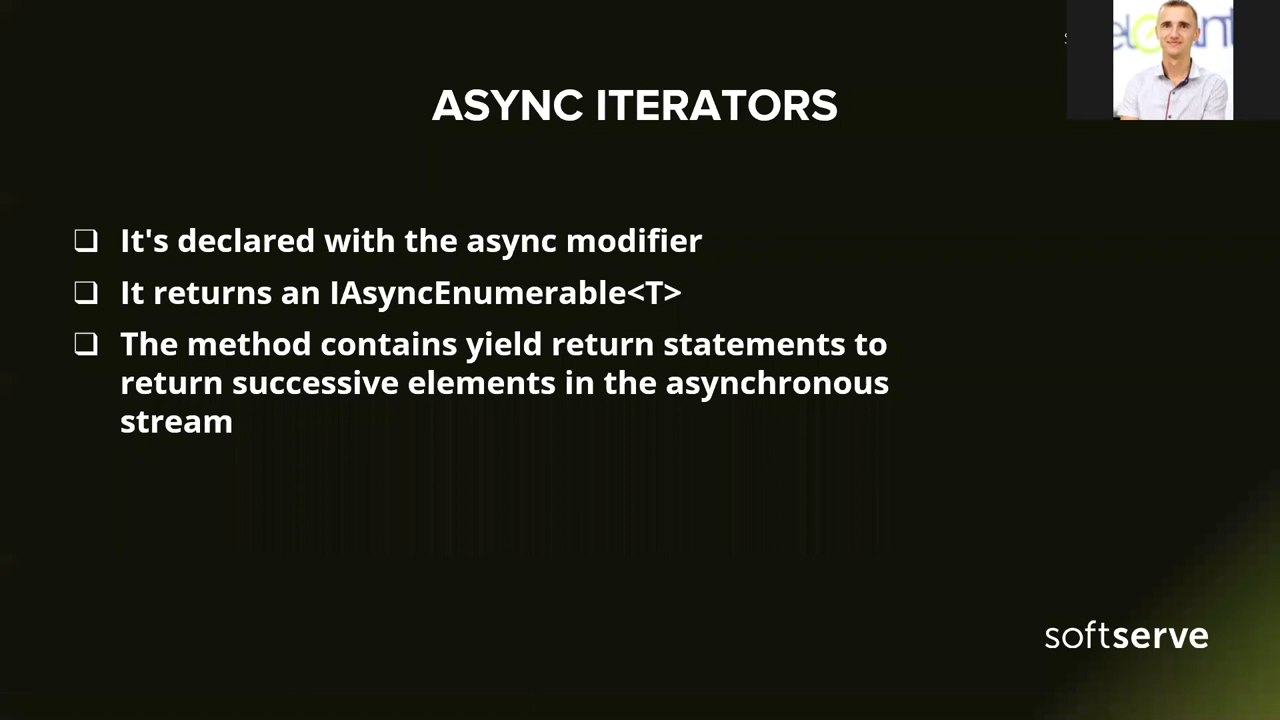 ASYNC ITERATORS
It's declared with the async modifier
It returns an IAsyncEnumerable<T>
The method contains yield return statements to
return successive elements in the asynchronous
stream
softserve